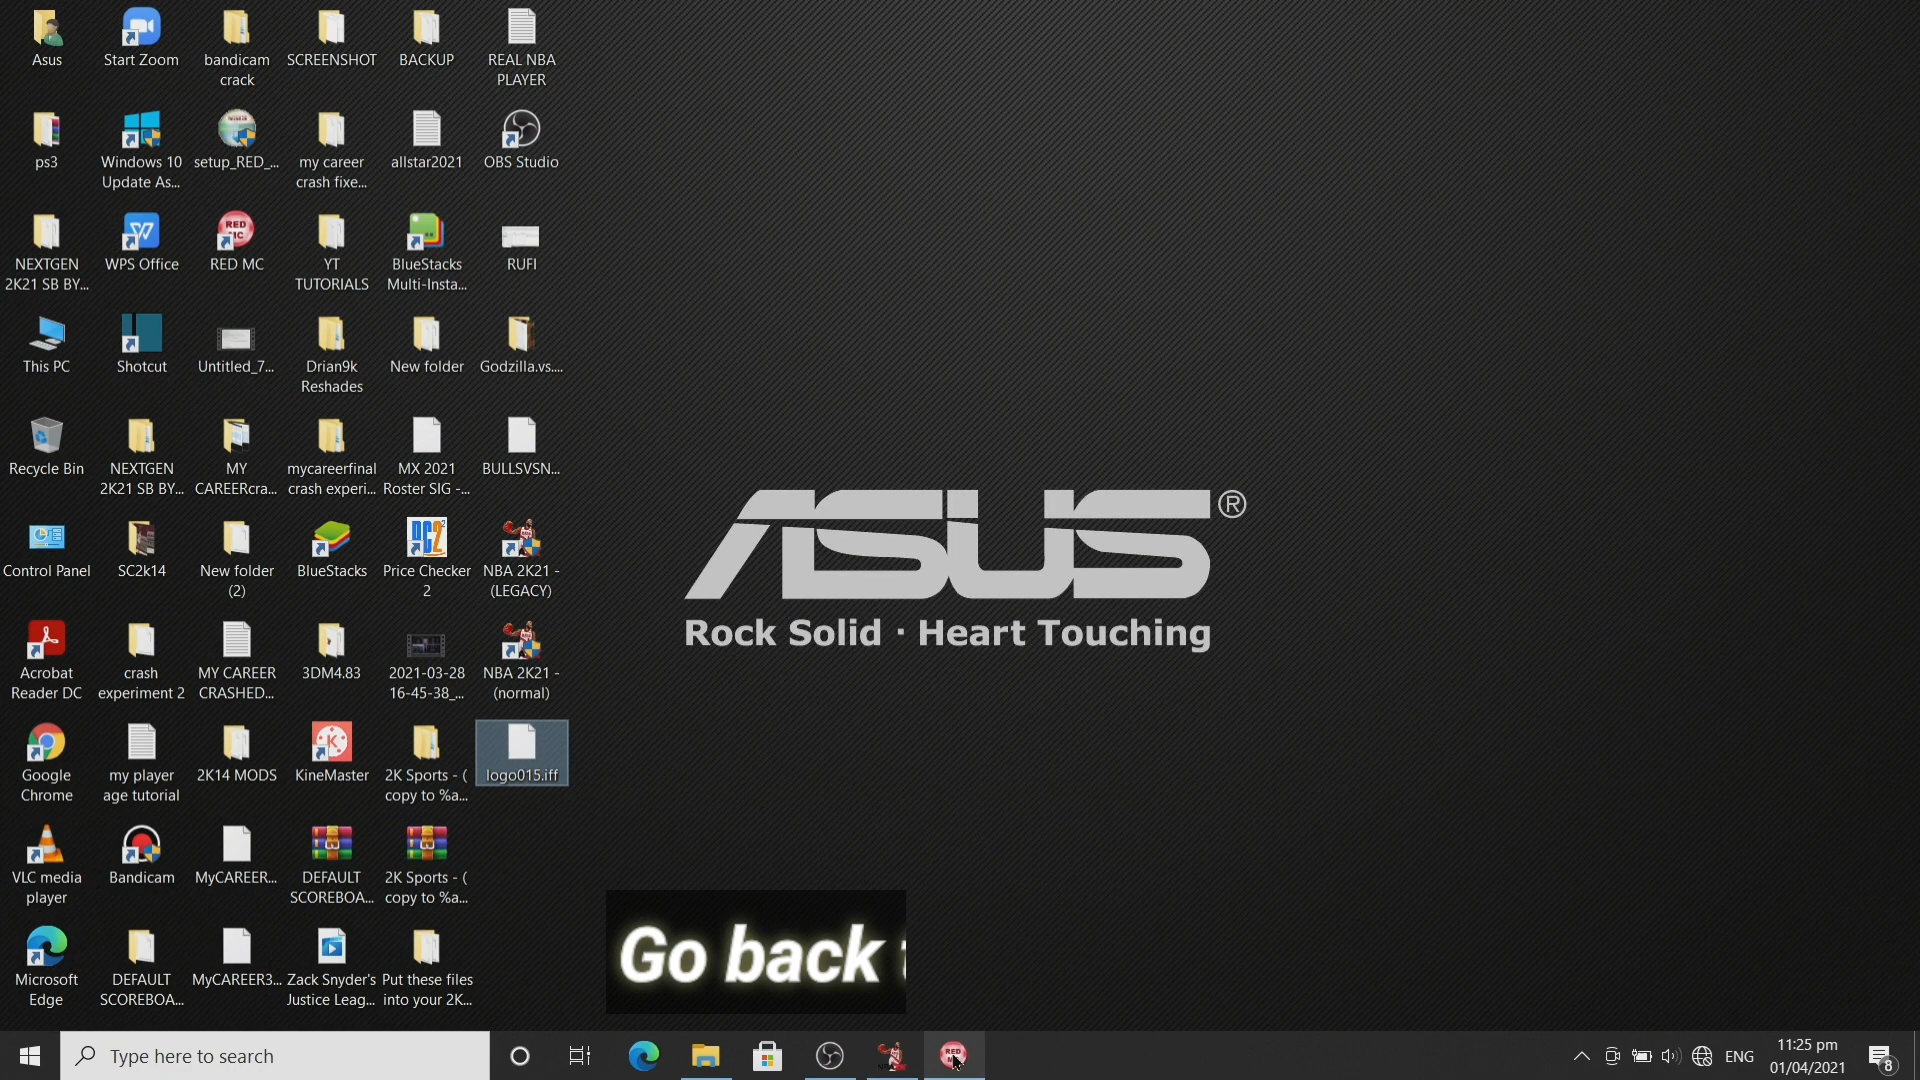 Asus
Start Zoom
bandicam
crack
SCREENSHOT
BACKUP
REAL NBA
PLAYER
ps3
Windows 10
Update As...
setup_RED_...
my career
crash fixe...
allstar2021
OBS Studio
NEXTGEN
2K21 SB BY...
WPS Office
RED MC
YT
TUTORIALS
BlueStacks
Multi-Insta...
RUFI
This PC
Shotcut
Untitled_7...
Drian9k
Reshades
New folder
Godzilla.vs....
Recycle Bin
NEXTGEN
2K21 SB BY...
MY
CAREERcra...
mycareerfinal
crash experi...
MX 2021
Roster SIG -...
BULLSVSN...
Control Panel
SC2k14
New folder
(2)
BlueStacks
Price Checker
2
NBA 2K21 -
(LEGACY)
Acrobat
Reader DC
crash
experiment 2
MY CAREER
CRASHED...
3DM4.83
2021-03-28
16-45-38_...
NBA 2K21 -
(normal)
Google
Chrome
my player
age tutorial
2K14 MODS
KineMaster
2K Sports - (
copy to %a...
logo015.iff
VLC media
player
Bandicam
MyCAREER...
DEFAULT
SCOREBOA...
2K Sports - (
copy to %a...
Microsoft
Edge
DEFAULT
SCOREBOA...
MyCAREER3...
Zack Snyder's
Justice Leag...
Put these files
into your 2K...
ASUS®
Rock Solid · Heart Touching
Go back
Type here to search
ENG
11:25 pm
01/04/2021
8